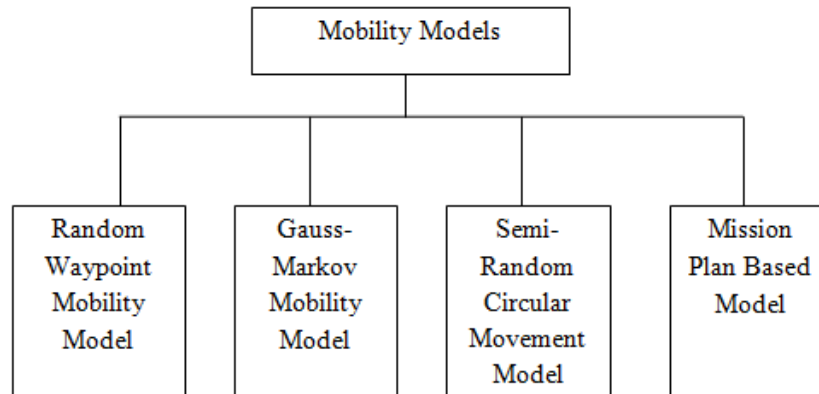 Mobility Models
Random
Waypoint
Mobility
Model
Gauss-
Markov
Mobility
Model
Semi-
Random
Circular
Movement
Model
Mission
Plan Based
Model